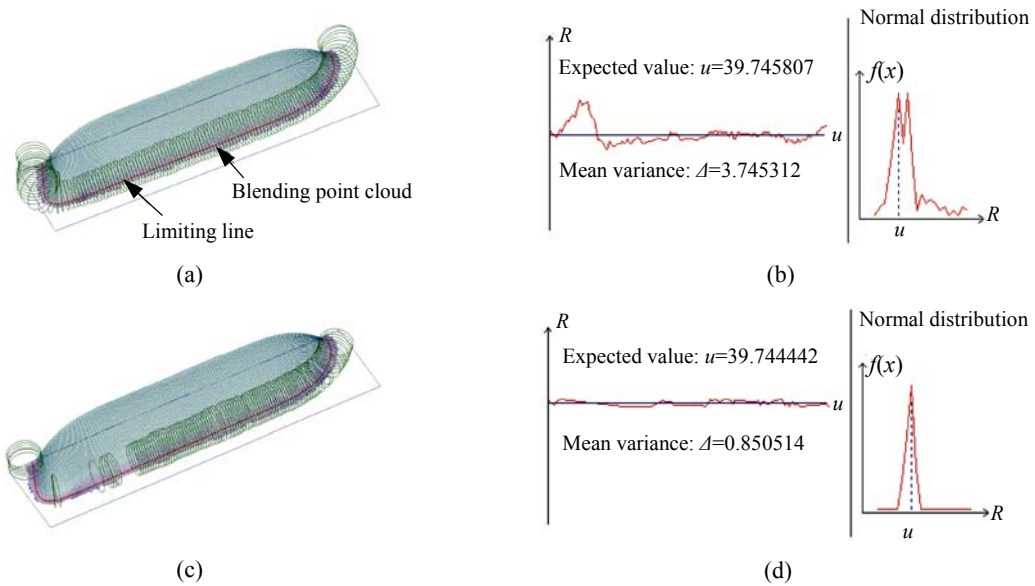 Blending point cloud
Limiting line
(a)
R
Expected value: u=39.745807
u
Mean variance: Δ=3.745312
Normal distribution
f(x)
R
u
(b)
(c)
R
Expected value: u=39.744442
u
Mean variance: Δ=0.850514
Normal distribution
f(x)
R
u
(d)